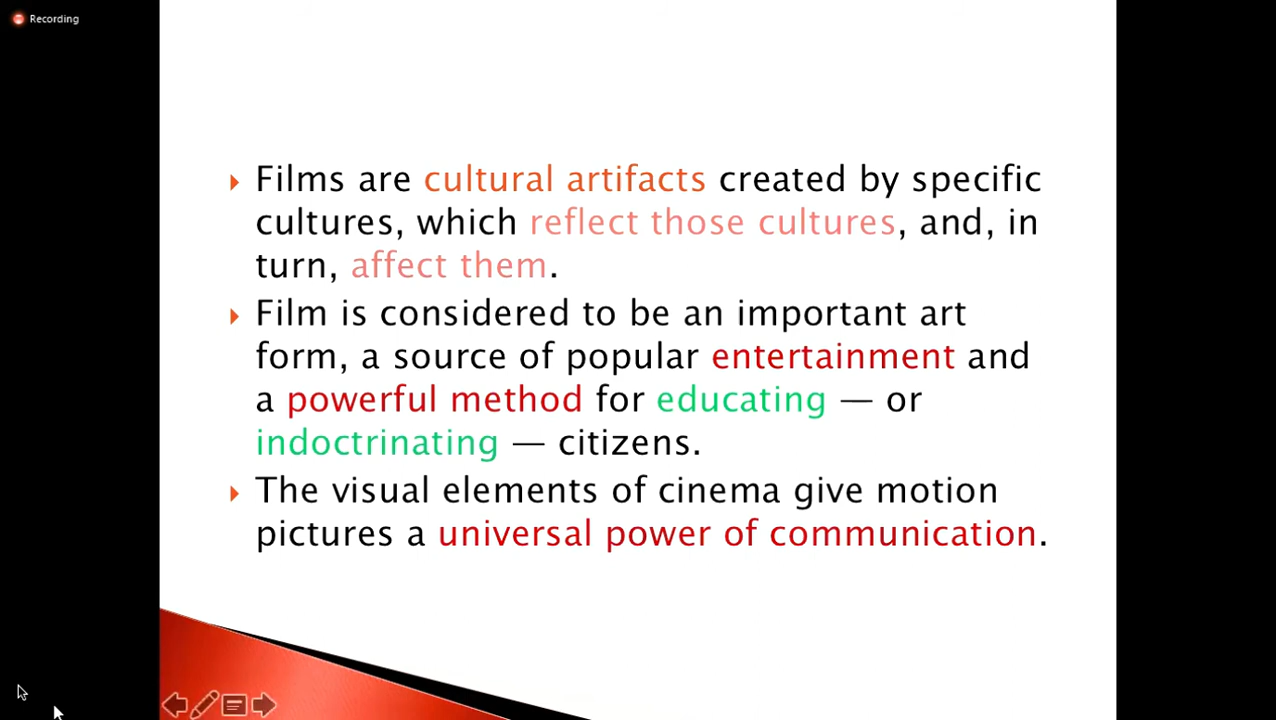 Recording
Films are cultural artifacts created by specific
cultures, which reflect those cultures, and, in
turn, affect them.
Film is considered to be an important art
form, a source of popular entertainment and
a powerful method for educating — or
indoctrinating — citizens.
The visual elements of cinema give motion
pictures a universal power of communication.